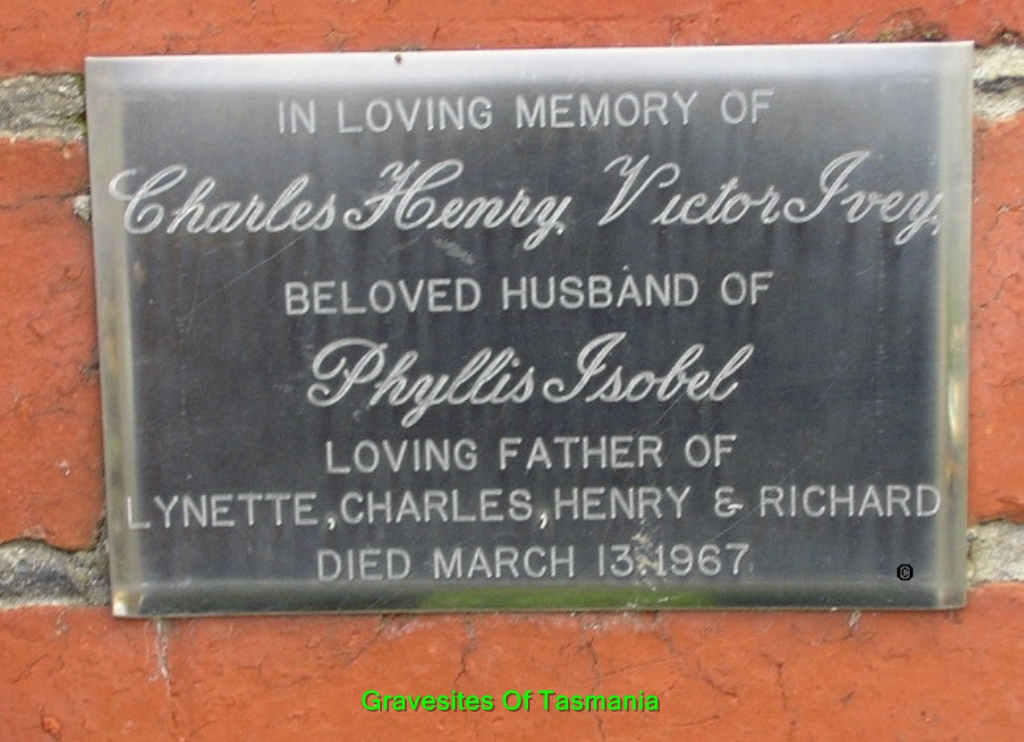 IN LOVING MEMORY OF
Charles Henry, Victor Ivey,
BELOVED HUSBAND OF
Phyllis Isobel
LOVING FATHER OF
LYNETTE, CHARLES, HENRY & RICHARD
DIED MARCH 13, 1967
©
Gravesites Of Tasmania